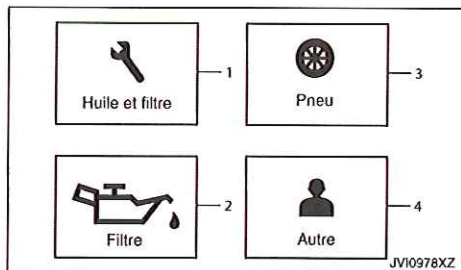 Huile et filtre
1
Pneu
3
Filtre
2
Autre
4
JVI0978XZ